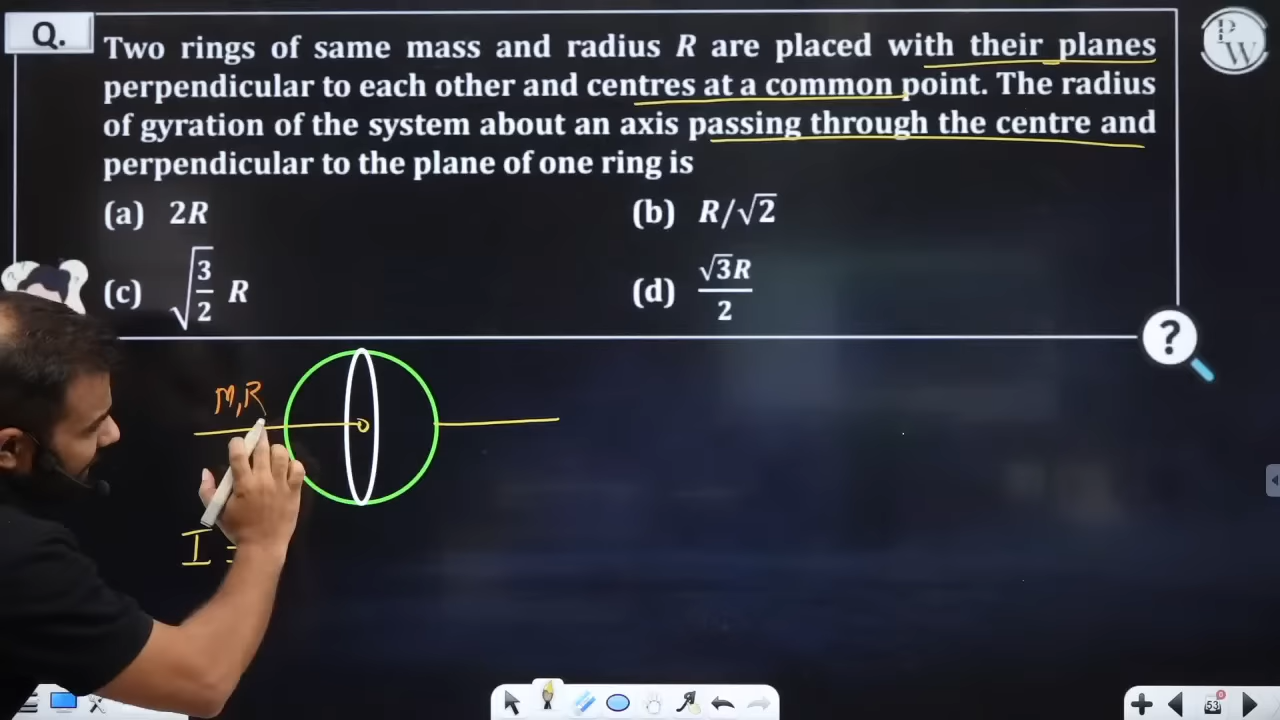 Q.
Two rings of same mass and radius R are placed with their planes
perpendicular to each other and centres at a common point. The radius
of gyration of the system about an axis passing through the centre and
perpendicular to the plane of one ring is
(a) 2R
(b) R/√2
(c) √(3/2) R
(d) √3R/2
P
W
?
M,R
I =
53